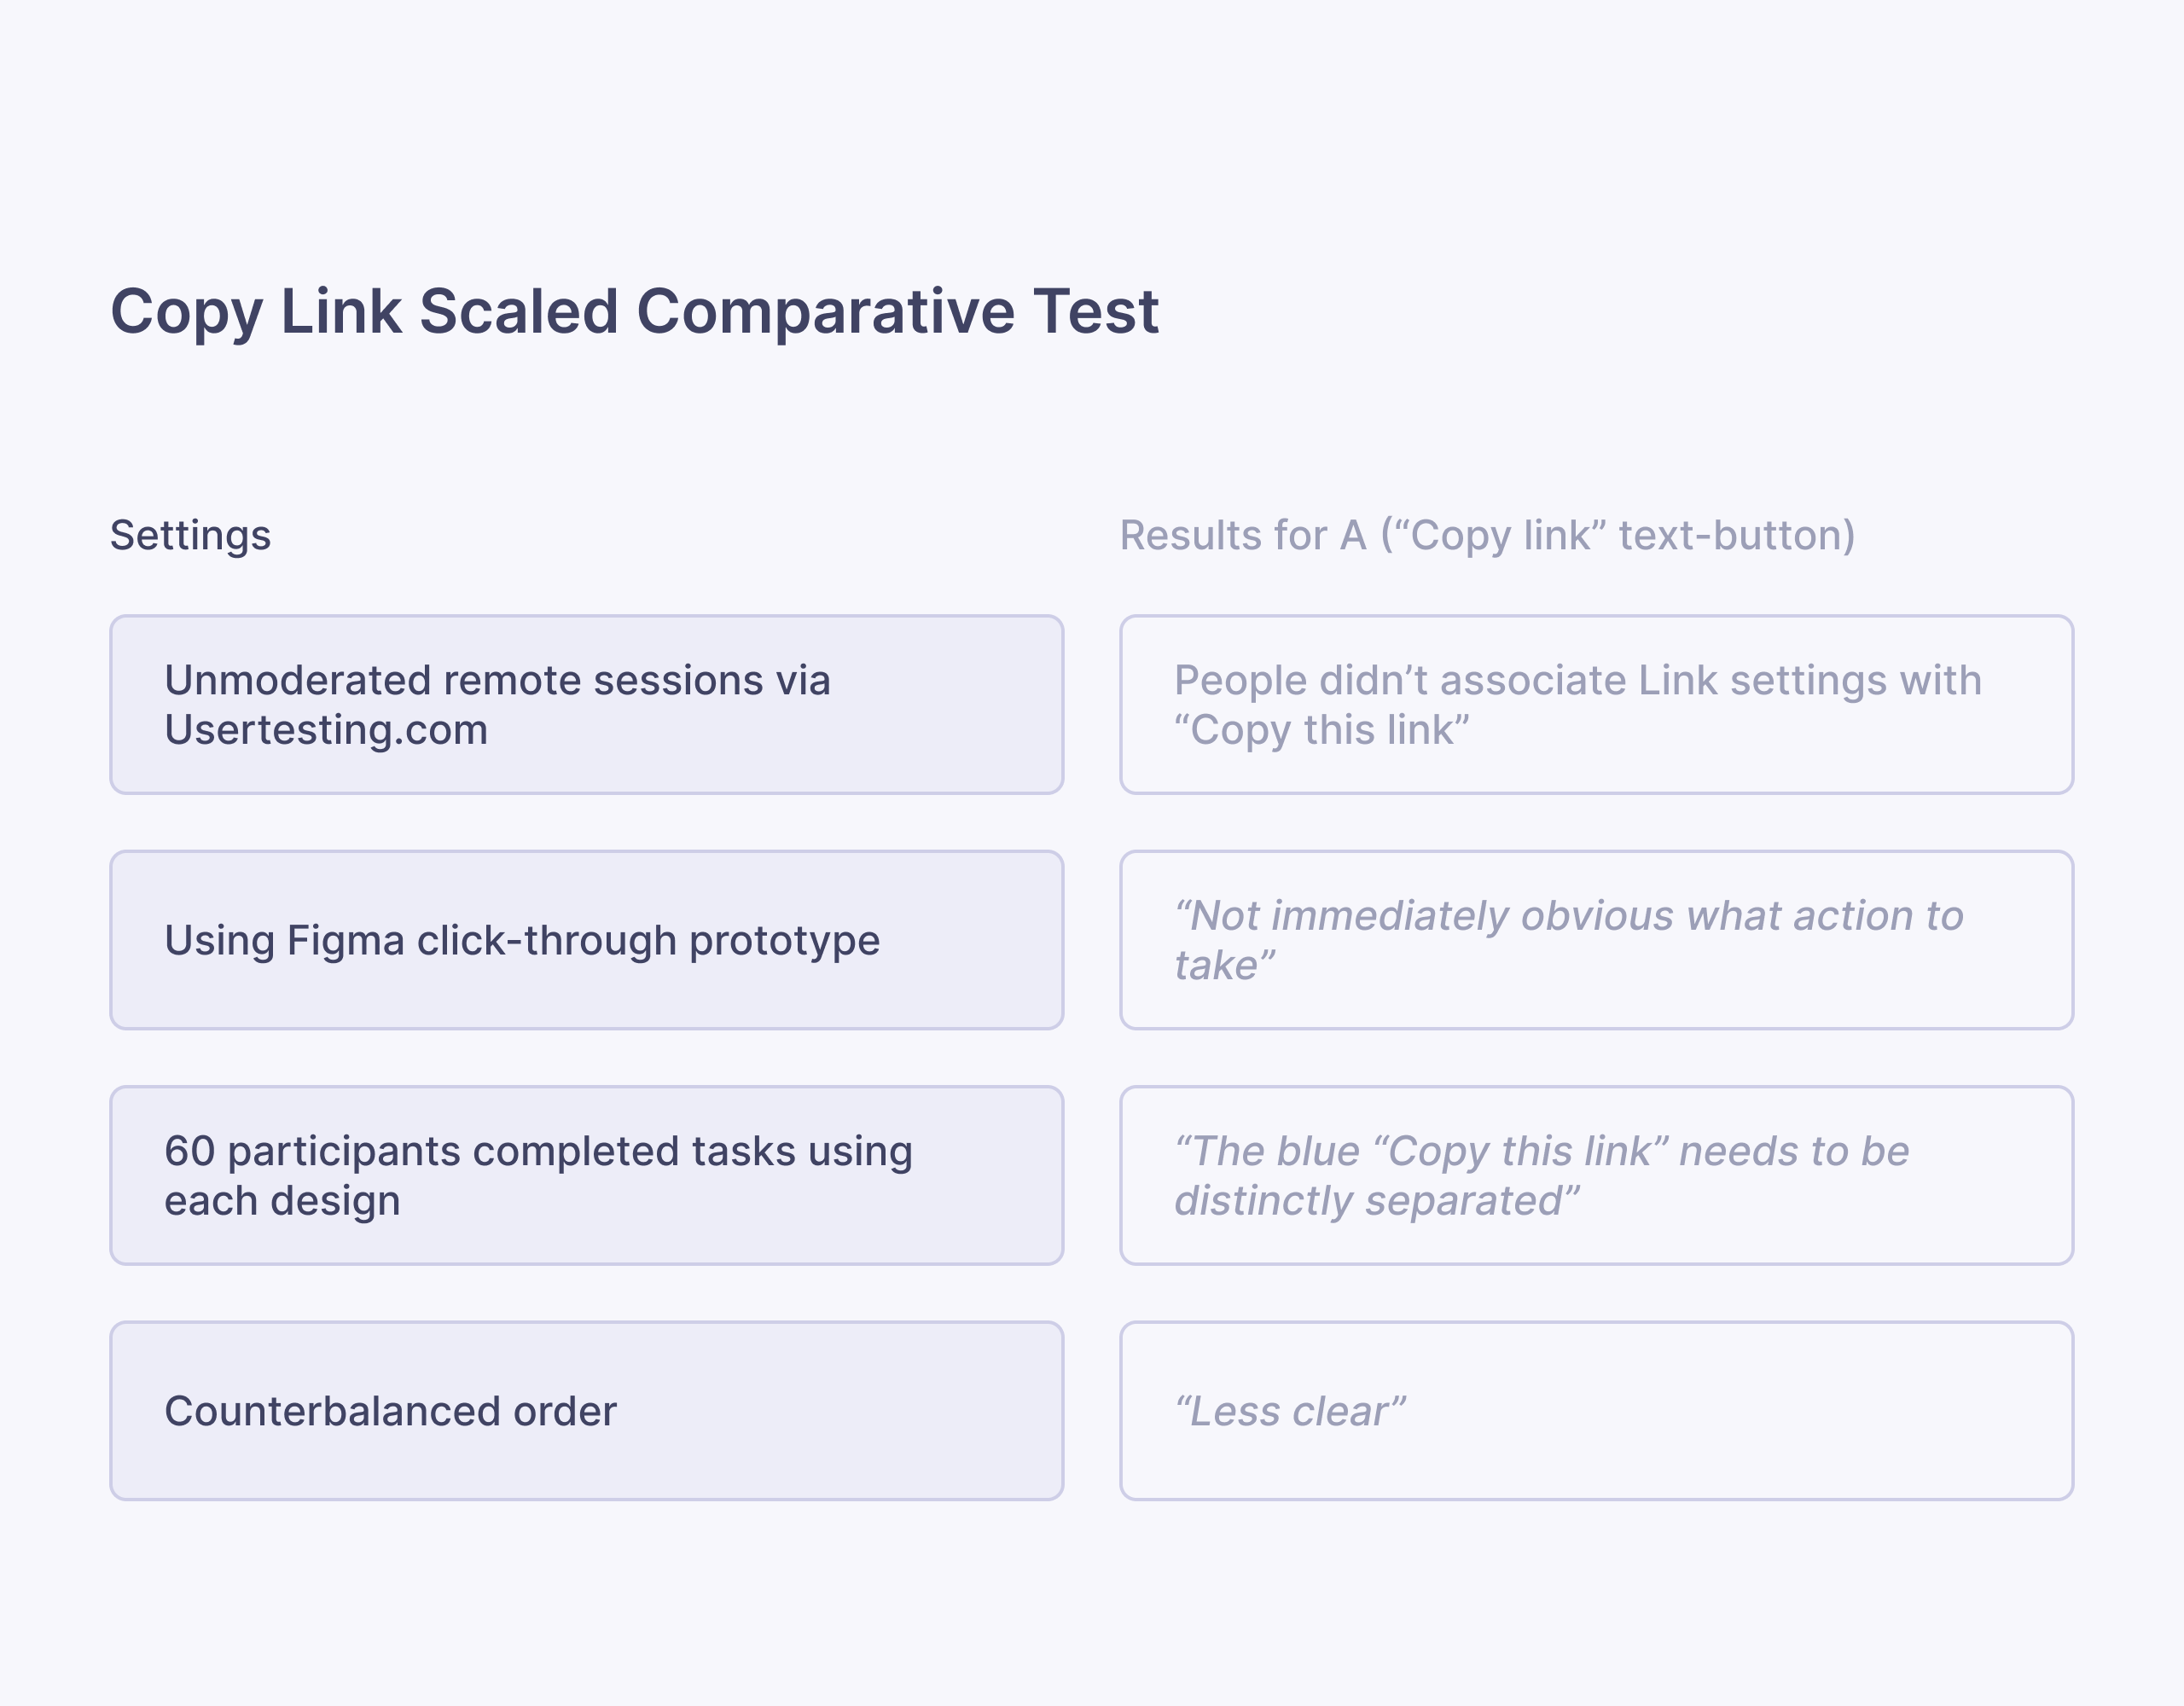 Copy Link Scaled Comparative Test
Settings
Unmoderated remote sessions via
Usertesting.com
Using Figma click-through prototype
60 participants completed tasks using
each design
Counterbalanced order
Results for A (“Copy link” text-button)
People didn’t associate Link settings with
“Copy this link”
“Not immediately obvious what action to
take”
“The blue “Copy this link” needs to be
distinctly separated”
“Less clear”